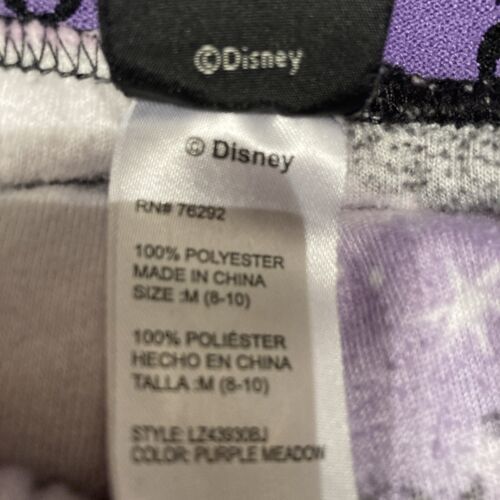 ©Disney
© Disney
RN# 76292
100% POLYESTER
MADE IN CHINA
SIZE :M (8-10)
100% POLIÉSTER
HECHO EN CHINA
TALLA :M (8-10)
STYLE: LZ43930BJ
COLOR: PURPLE MEADOW